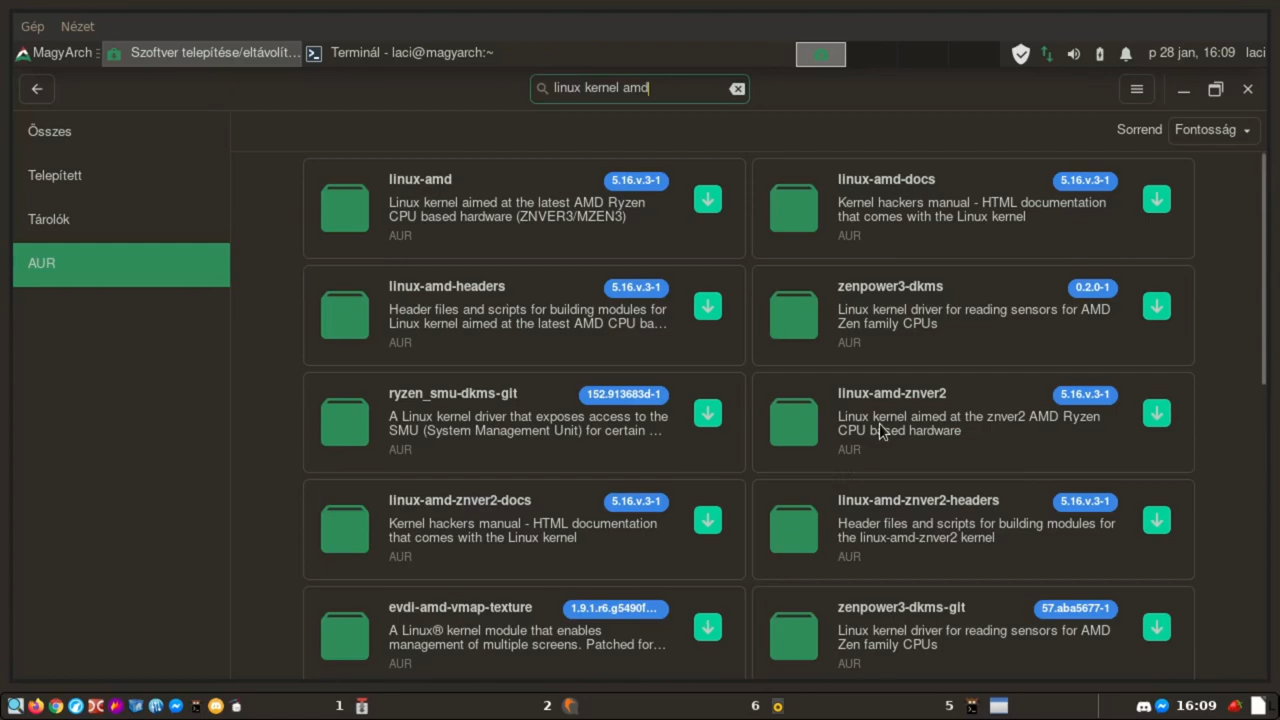 Gép Nézet
MagyArch Szoftver telepítése/eltávolít... Terminál - laci@magyarch:~ p 28 jan, 16:09 laci
linux kernel amd
Összes
Telepített
Tárolók
AUR
Sorrend Fontosság
linux-amd 5.16.v.3-1
Linux kernel aimed at the latest AMD Ryzen
CPU based hardware (ZNVER3/MZEN3)
AUR
linux-amd-docs 5.16.v.3-1
Kernel hackers manual - HTML documentation
that comes with the Linux kernel
AUR
linux-amd-headers 5.16.v.3-1
Header files and scripts for building modules for
Linux kernel aimed at the latest AMD CPU ba...
AUR
zenpower3-dkms 0.2.0-1
Linux kernel driver for reading sensors for AMD
Zen family CPUs
AUR
ryzen_smu-dkms-git 152.913683d-1
A Linux kernel driver that exposes access to the
SMU (System Management Unit) for certain ...
AUR
linux-amd-znver2 5.16.v.3-1
Linux kernel aimed at the znver2 AMD Ryzen
CPU based hardware
AUR
linux-amd-znver2-docs 5.16.v.3-1
Kernel hackers manual - HTML documentation
that comes with the Linux kernel
AUR
linux-amd-znver2-headers 5.16.v.3-1
Header files and scripts for building modules for
the linux-amd-znver2 kernel
AUR
evdi-amd-vmap-texture 1.9.1.r6.g5490f...
A Linux® kernel module that enables
management of multiple screens. Patched for...
AUR
zenpower3-dkms-git 57.aba5677-1
Linux kernel driver for reading sensors for AMD
Zen family CPUs
AUR
1 2 6 5 16:09